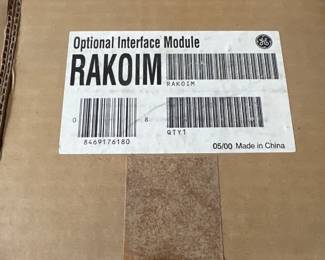 Optional Interface Module
RAKOIM
RAKOIM
0 8469176180 8
QTY1
05/00 Made in China